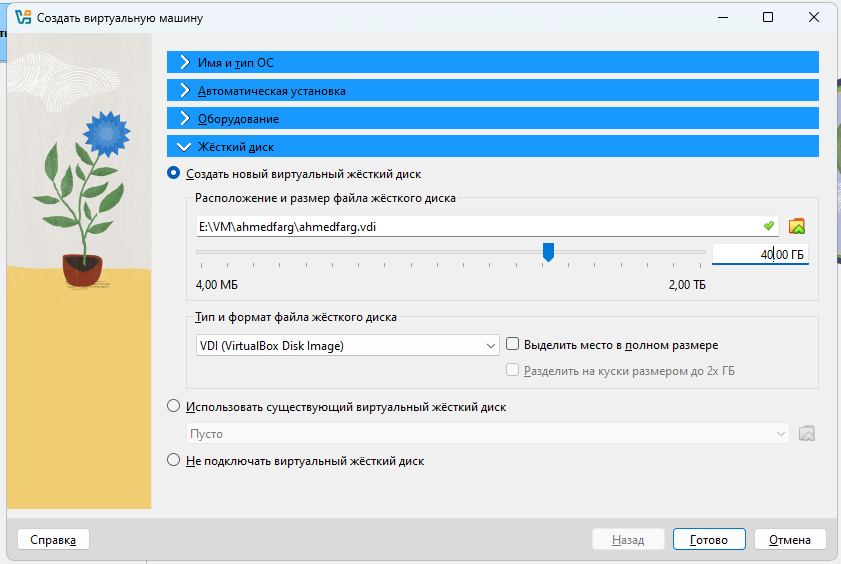 Создать виртуальную машину
Имя и тип ОС
Автоматическая установка
Оборудование
Жёсткий диск
Создать новый виртуальный жёсткий диск
Расположение и размер файла жёсткого диска
E:\VM\ahmedfarg\ahmedfarg.vdi
40,00 ГБ
4,00 МБ
2,00 ТБ
Тип и формат файла жёсткого диска
VDI (VirtualBox Disk Image)
Выделить место в полном размере
Разделить на куски размером до 2х ГБ
Использовать существующий виртуальный жёсткий диск
Пусто
Не подключать виртуальный жёсткий диск
Справка
Назад
Готово
Отмена